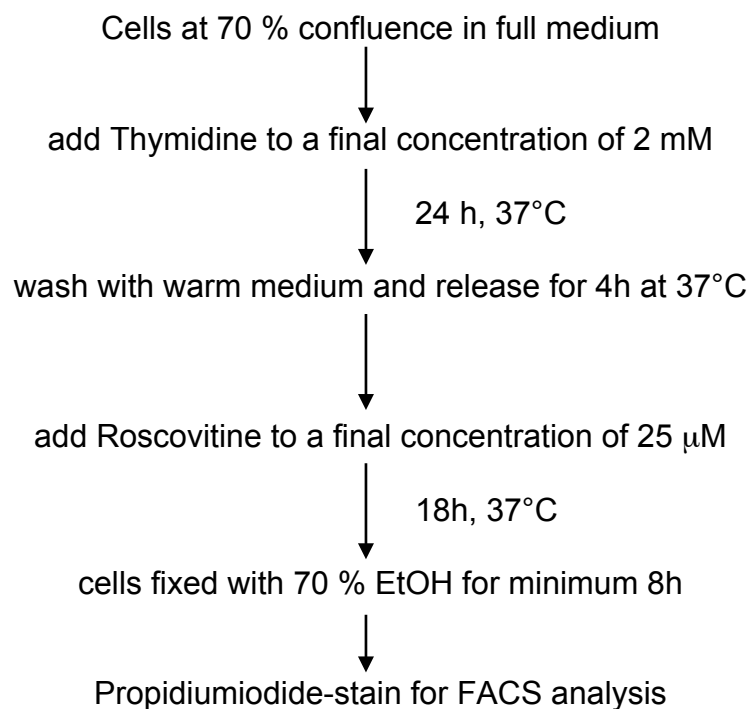 Cells at 70 % confluence in full medium
add Thymidine to a final concentration of 2 mM
24 h, 37°C
wash with warm medium and release for 4h at 37°C
add Roscovitine to a final concentration of 25 μM
18h, 37°C
cells fixed with 70 % EtOH for minimum 8h
Propidiumiodide-stain for FACS analysis